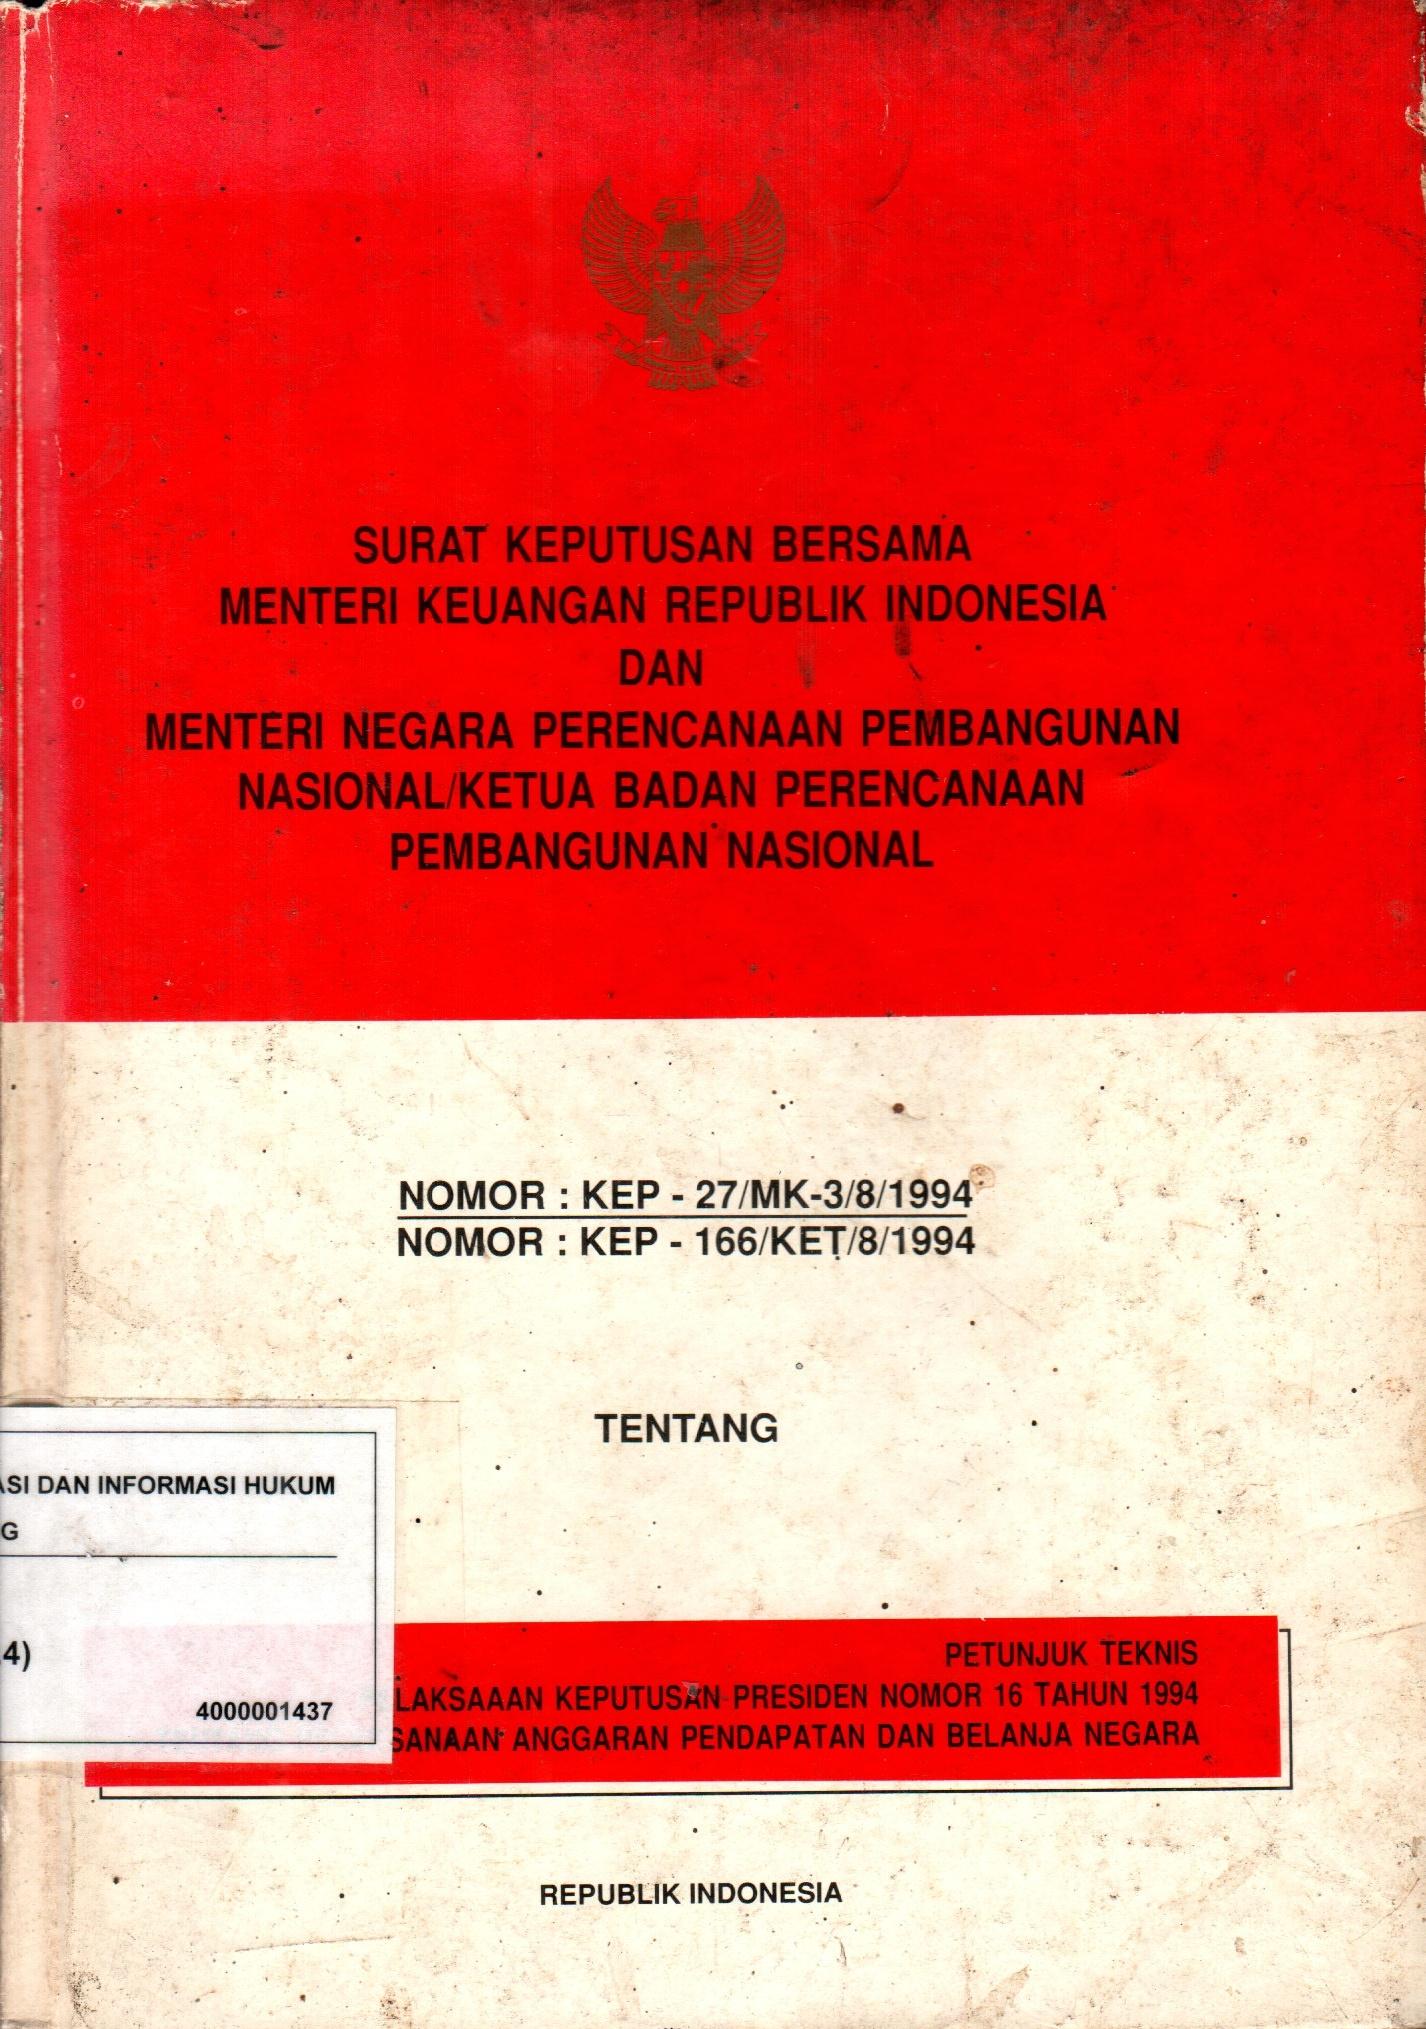 SURAT KEPUTUSAN BERSAMA
MENTERI KEUANGAN REPUBLIK INDONESIA
DAN
MENTERI NEGARA PERENCANAAN PEMBANGUNAN
NASIONAL/KETUA BADAN PERENCANAAN
PEMBANGUNAN NASIONAL
NOMOR : KEP - 27/MK-3/8/1994
NOMOR : KEP - 166/KET/8/1994
TENTANG
ASI DAN INFORMASI HUKUM
G
4)
4000001437
PETUNJUK TEKNIS
LAKSAAAN KEPUTUSAN PRESIDEN NOMOR 16 TAHUN 1994
SANAAN ANGGARAN PENDAPATAN DAN BELANJA NEGARA
REPUBLIK INDONESIA